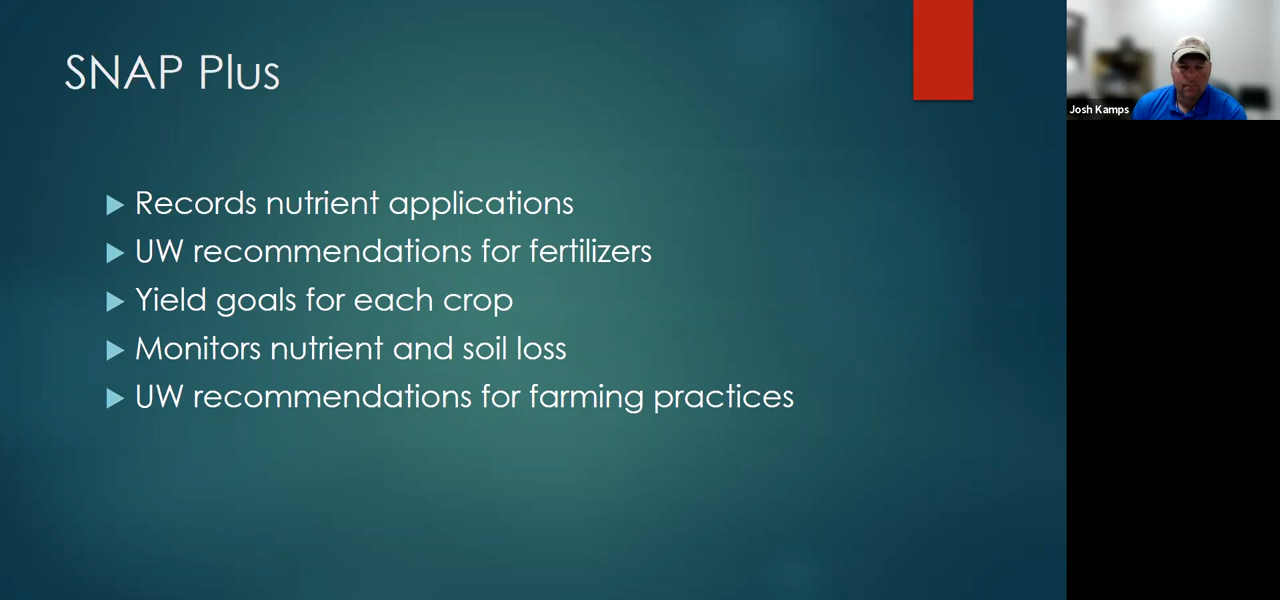 SNAP Plus
Records nutrient applications
UW recommendations for fertilizers
Yield goals for each crop
Monitors nutrient and soil loss
UW recommendations for farming practices
Josh Kamps